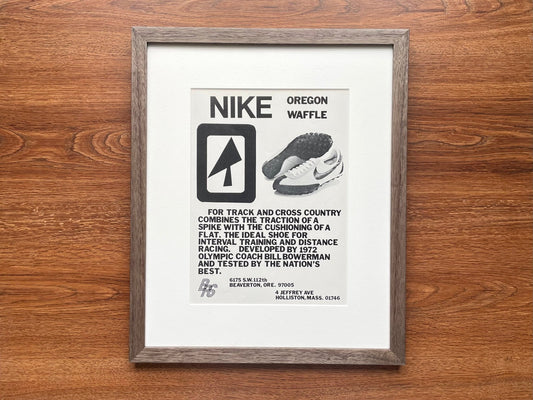 NIKE OREGON
WAFFLE
FOR TRACK AND CROSS COUNTRY
COMBINES THE TRACTION OF A
SPIKE WITH THE CUSHIONING OF A
FLAT. THE IDEAL SHOE FOR
INTERVAL TRAINING AND DISTANCE
RACING. DEVELOPED BY 1972
OLYMPIC COACH BILL BOWERMAN
AND TESTED BY THE NATION'S
BEST.
6175 S.W. 112th
BEAVERTON, ORE. 97005
4 JEFFREY AVE
HOLLISTON, MASS. 01746